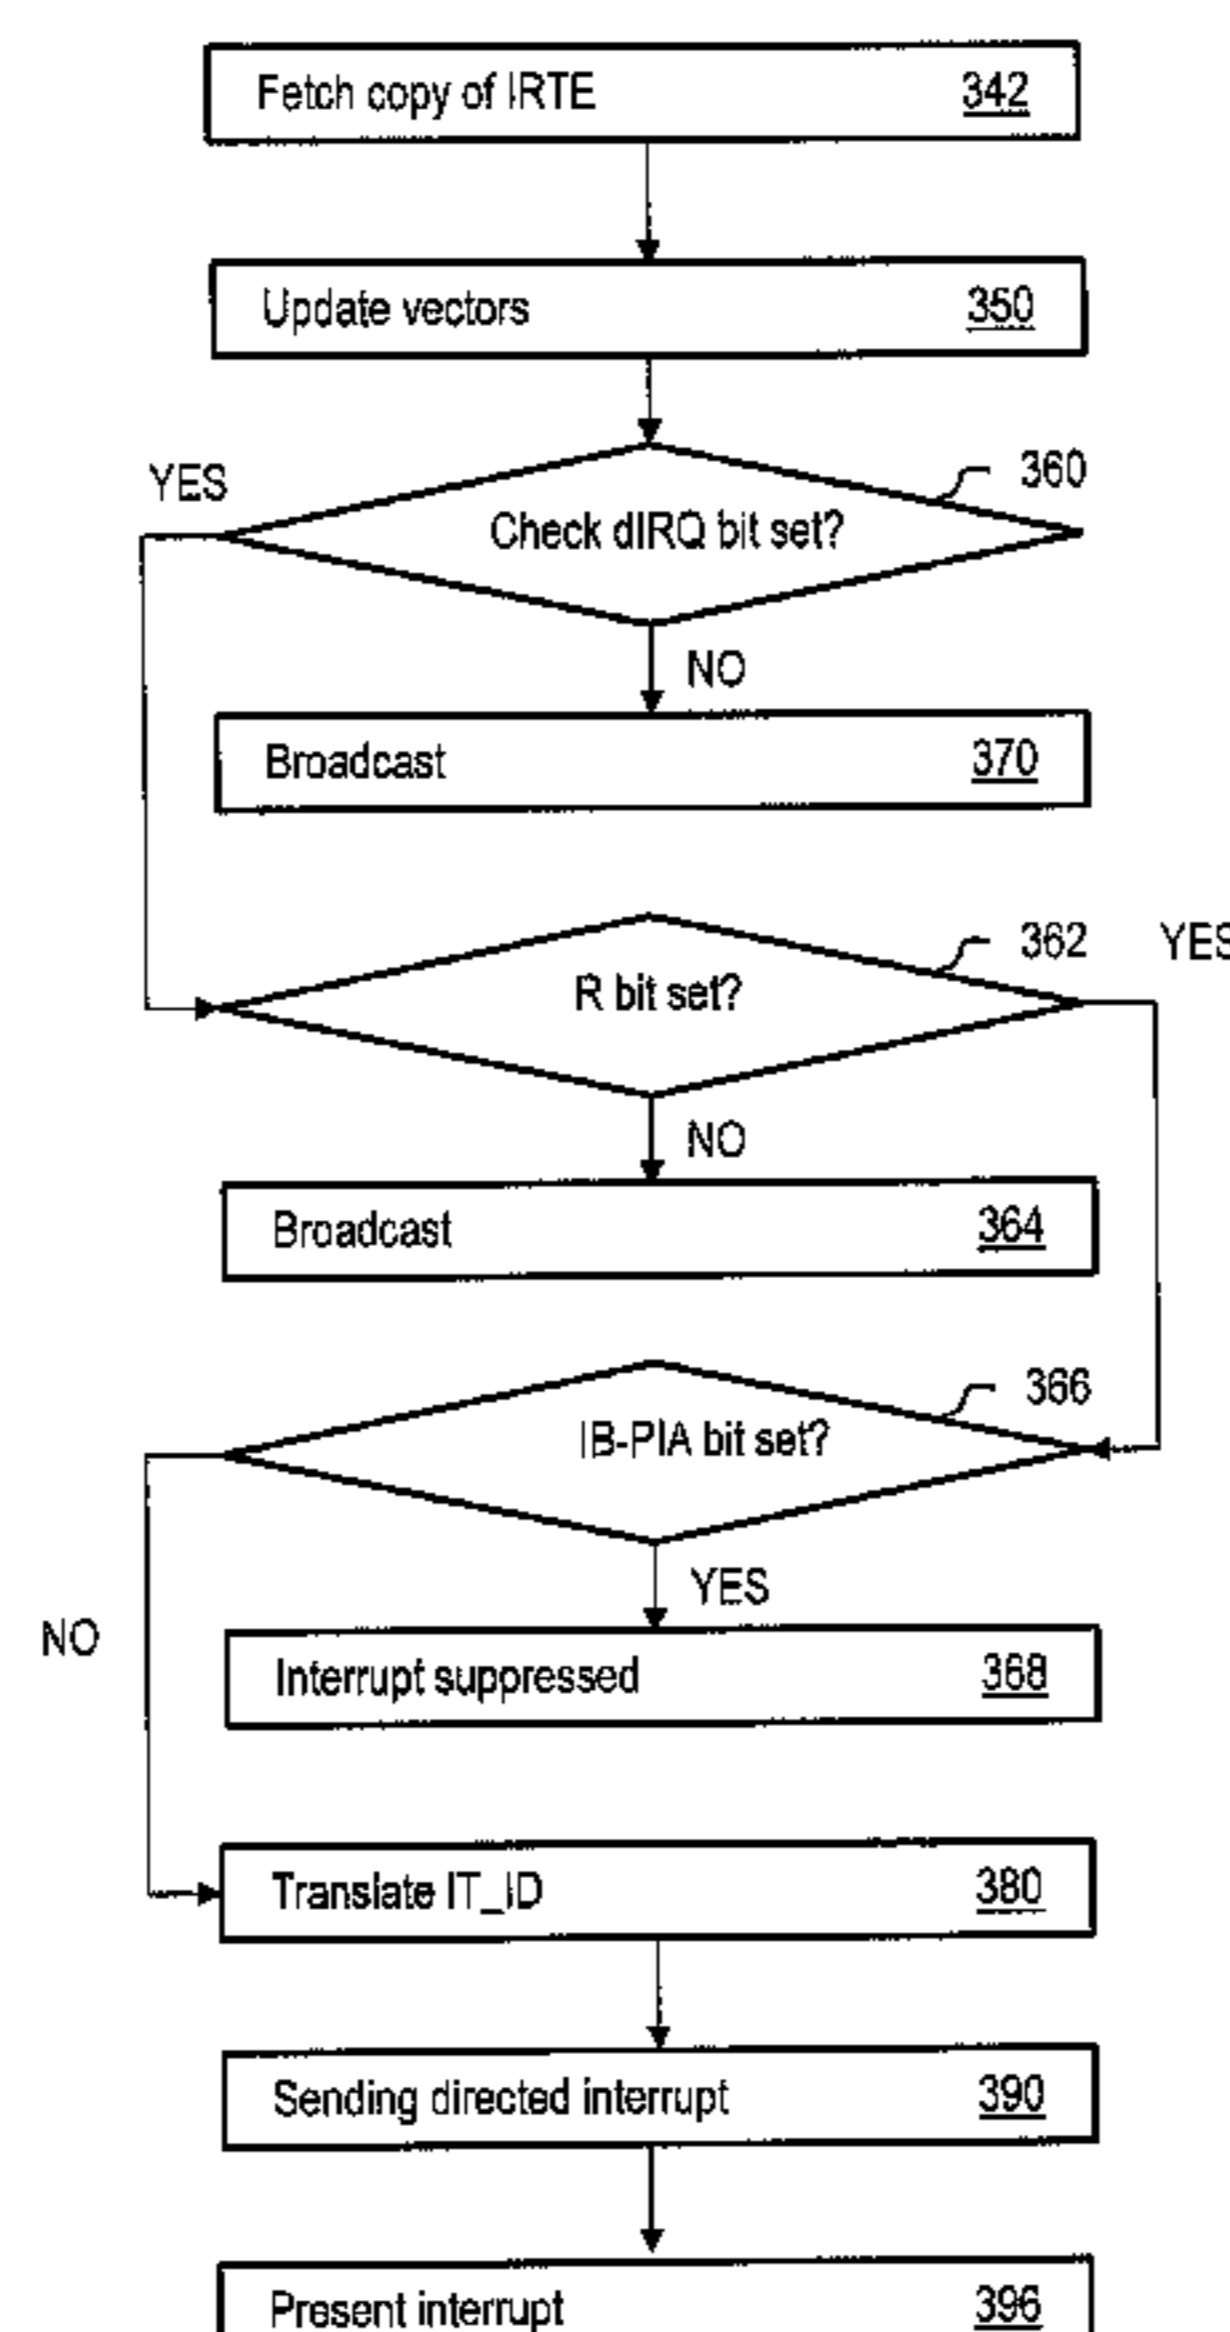 Fetch copy of IRTE 342
Update vectors 350
YES
360
Check dIRQ bit set?
NO
Broadcast 370
362
YES
R bit set?
NO
Broadcast 364
366
IB-PIA bit set?
YES
NO
Interrupt suppressed 368
Translate IT_ID 380
Sending directed interrupt 390
Present interrupt 396